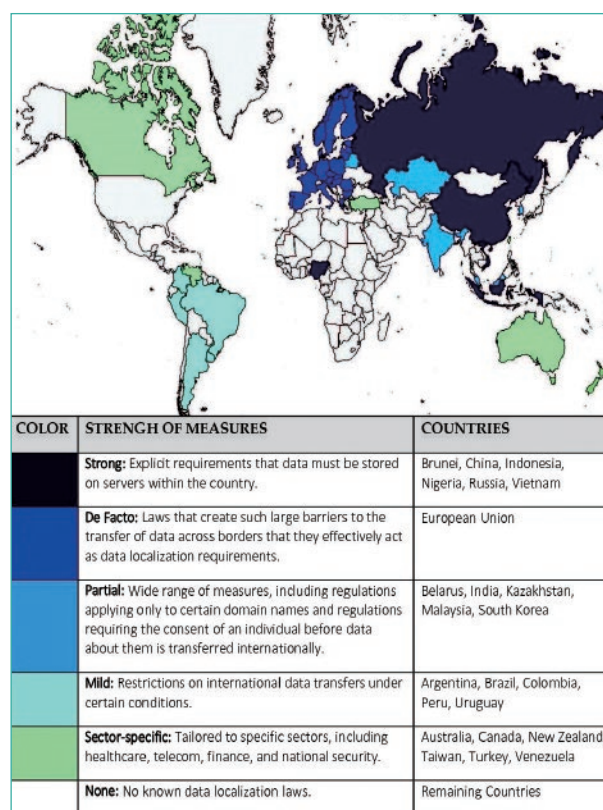 COLOR STRENGH OF MEASURES COUNTRIES
Strong: Explicit requirements that data must be stored
on servers within the country.
Brunei, China, Indonesia,
Nigeria, Russia, Vietnam
De Facto: Laws that create such large barriers to the
transfer of data across borders that they effectively act
as data localization requirements.
European Union
Partial: Wide range of measures, including regulations
applying only to certain domain names and regulations
requiring the consent of an individual before data
about them is transferred internationally.
Belarus, India, Kazakhstan,
Malaysia, South Korea
Mild: Restrictions on international data transfers under
certain conditions.
Argentina, Brazil, Colombia,
Peru, Uruguay
Sector-specific: Tailored to specific sectors, including
healthcare, telecom, finance, and national security.
Australia, Canada, New Zealand
Taiwan, Turkey, Venezuela
None: No known data localization laws.
Remaining Countries